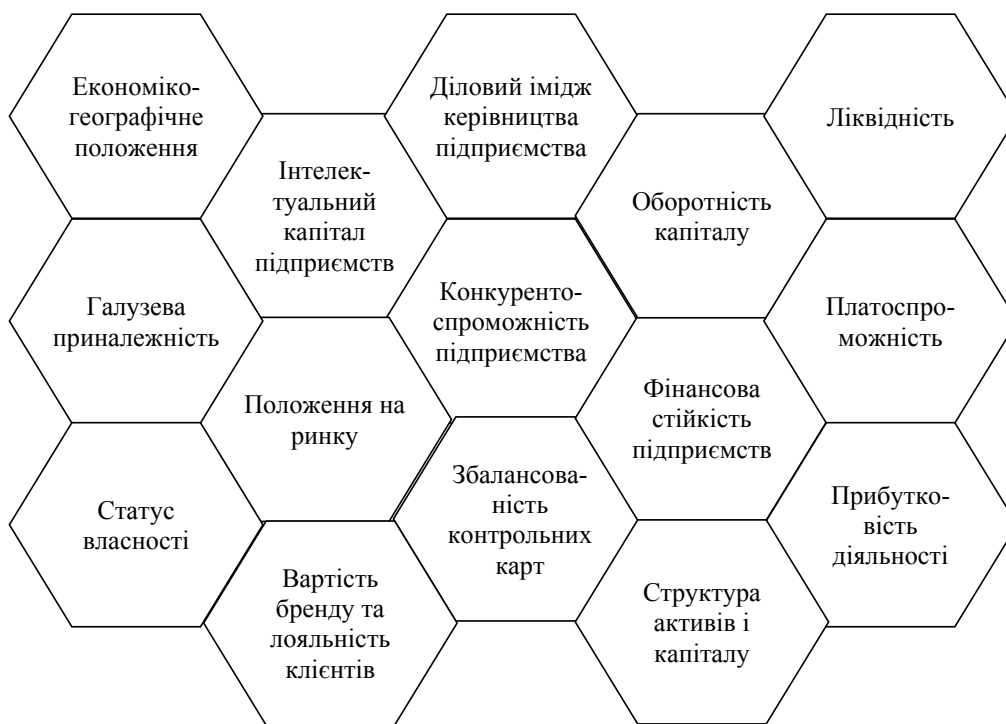 Економіко-
географічне
положення
Діловий імідж
керівництва
підприємства
Ліквідність
Інтелек-
туальний
капітал
підприємств
Оборотність
капіталу
Галузева
приналежність
Конкуренто-
спроможність
підприємства
Платоспро-
можність
Положення на
ринку
Фінансова
стійкість
підприємств
Статус
власності
Збалансова-
ність
контрольних
карт
Прибутко-
вість
діяльності
Вартість
бренду та
лояльність
клієнтів
Структура
активів і
капіталу